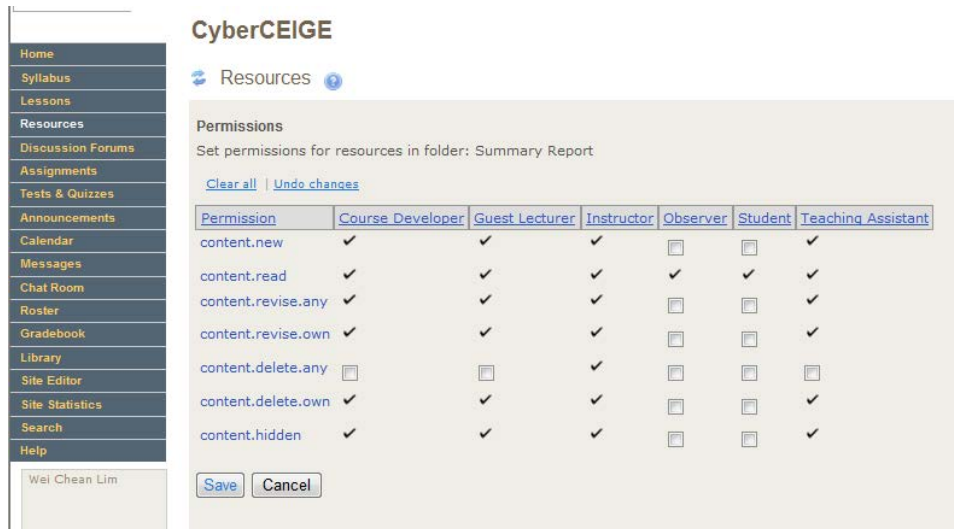 CyberCEIGE
Home
Syllabus
Lessons
Resources
Discussion Forums
Assignments
Tests & Quizzes
Announcements
Calendar
Messages
Chat Room
Roster
Gradebook
Library
Site Editor
Site Statistics
Search
Help
Wei Chean Lim
Resources
Permissions
Set permissions for resources in folder: Summary Report
Clear all | Undo changes
Permission Course Developer Guest Lecturer Instructor Observer Student Teaching Assistant
content.new
content.read
content.revise.any
content.revise.own
content.delete.any
content.delete.own
content.hidden
Save Cancel